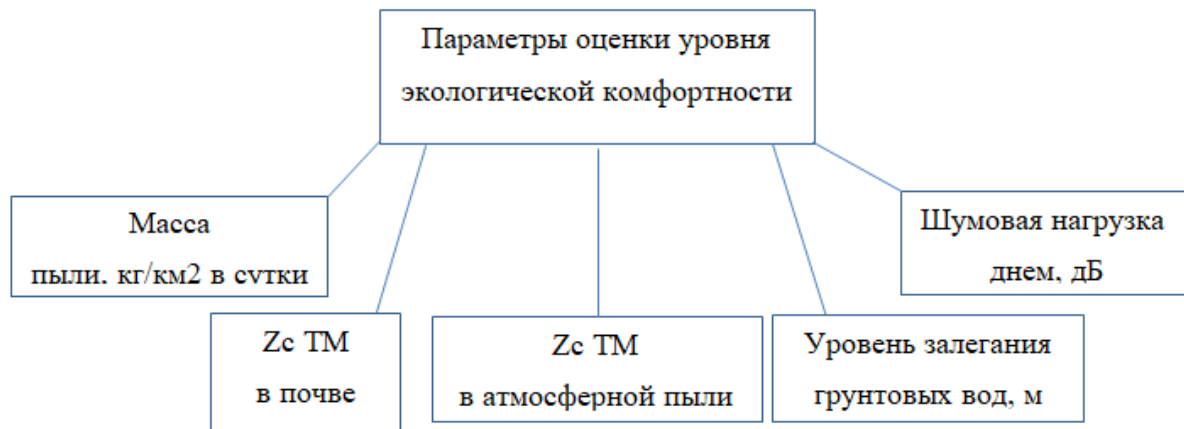 Параметры оценки уровня
экологической комфортности
Масса
пыли. кг/км2 в сутки
Шумовая нагрузка
днем, дБ
Zc ТМ
в почве
Zc ТМ
в атмосферной пыли
Уровень залегания
грунтовых вод, м